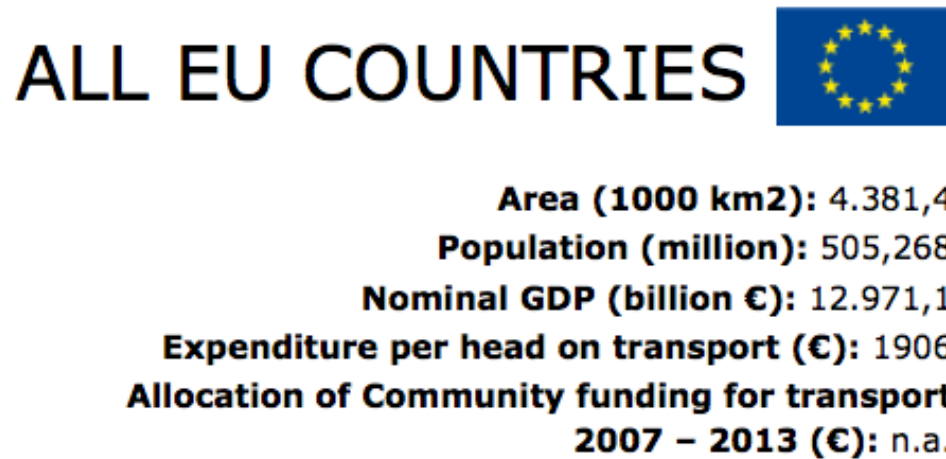 ALL EU COUNTRIES
Area (1000 km2): 4.381,4
Population (million): 505,268
Nominal GDP (billion €): 12.971,1
Expenditure per head on transport (€): 1906
Allocation of Community funding for transport
2007 – 2013 (€): n.a.